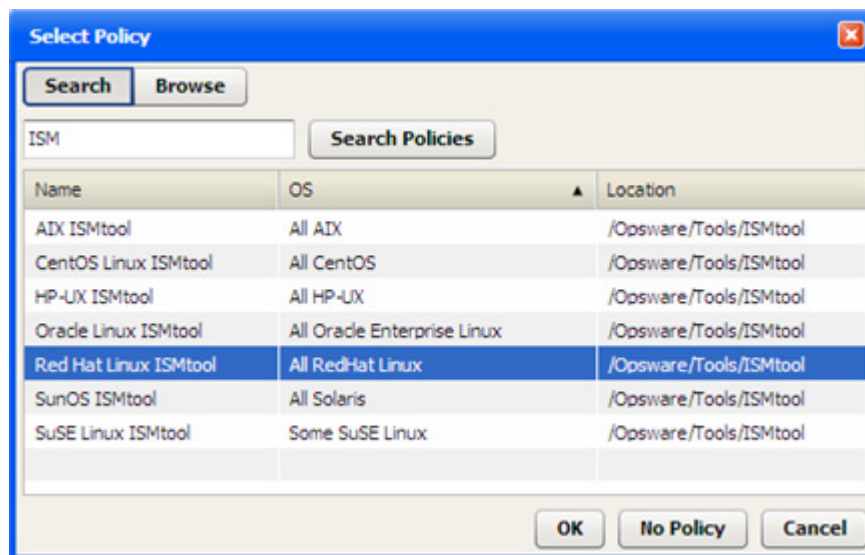 Select Policy
Search Browse
ISM Search Policies
Name OS Location
AIX ISMtool All AIX /Opsware/Tools/ISMtool
CentOS Linux ISMtool All CentOS /Opsware/Tools/ISMtool
HP-UX ISMtool All HP-UX /Opsware/Tools/ISMtool
Oracle Linux ISMtool All Oracle Enterprise Linux /Opsware/Tools/ISMtool
Red Hat Linux ISMtool All RedHat Linux /Opsware/Tools/ISMtool
SunOS ISMtool All Solaris /Opsware/Tools/ISMtool
SuSE Linux ISMtool Some SuSE Linux /Opsware/Tools/ISMtool
OK No Policy Cancel